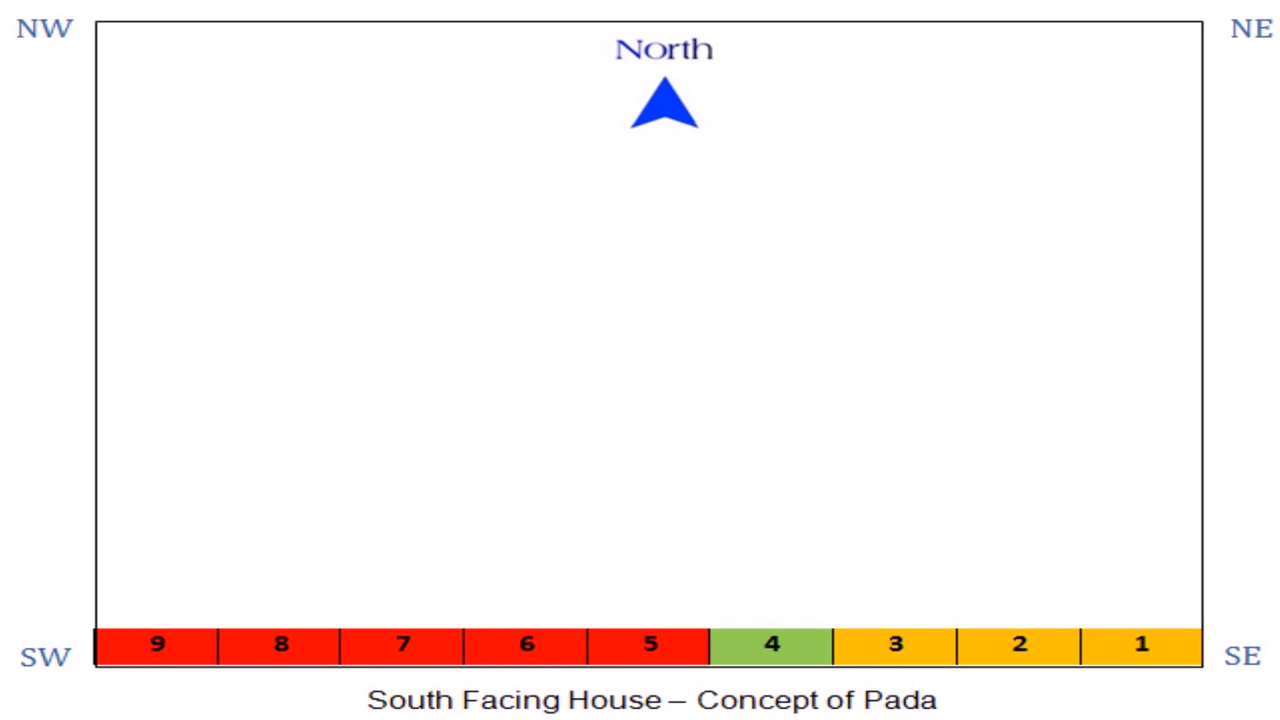 NW NE
North
9 8 7 6 5 4 3 2 1
SW SE
South Facing House – Concept of Pada